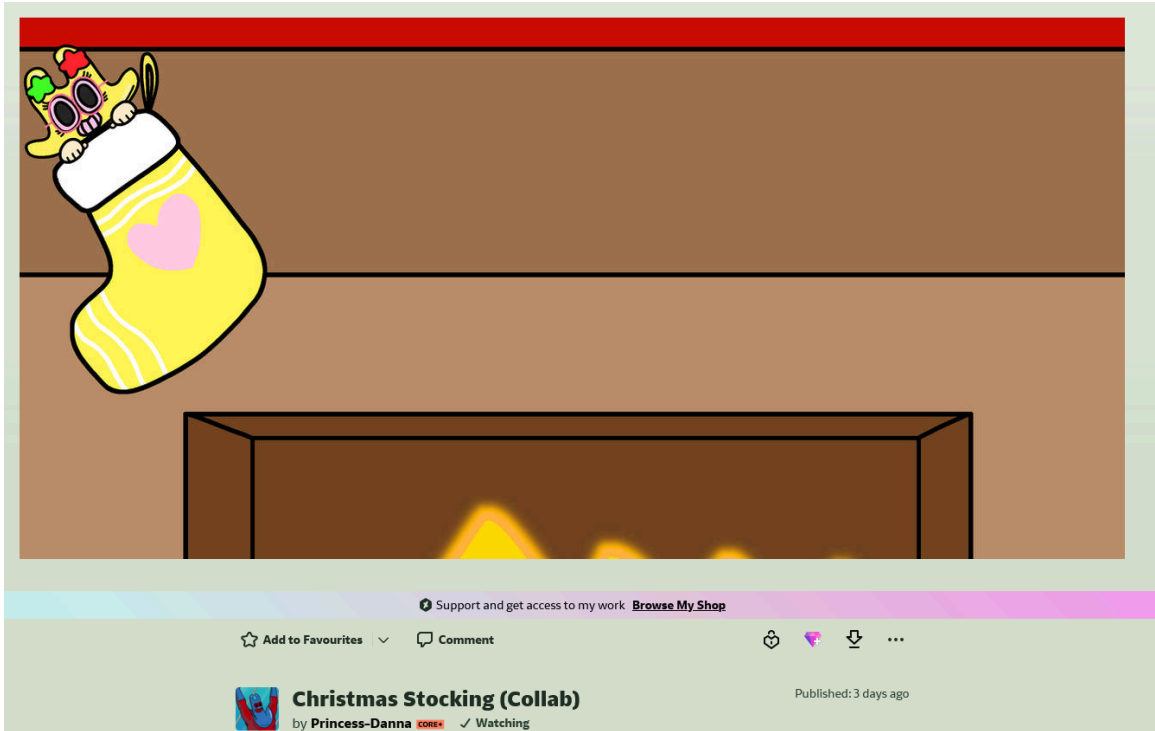 Support and get access to my work Browse My Shop
Add to Favourites
Comment
Christmas Stocking (Collab)
Published: 3 days ago
by Princess-Danna CORE+ Watching